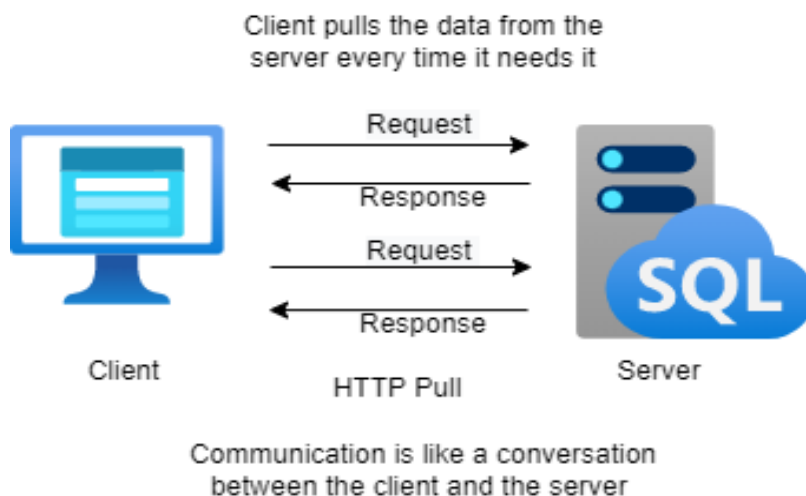 Client pulls the data from the
server every time it needs it
Request
Response
Request
Response
SQL
Client
Server
HTTP Pull
Communication is like a conversation
between the client and the server